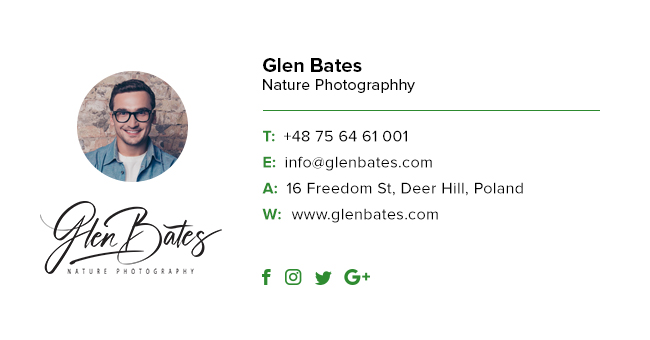 Glen Bates
Nature Photographhy
T: +48 75 64 61 001
E: info@glenbates.com
A: 16 Freedom St, Deer Hill, Poland
W: www.glenbates.com
Glen Bates
NATURE PHOTOGRAPHY
f G+